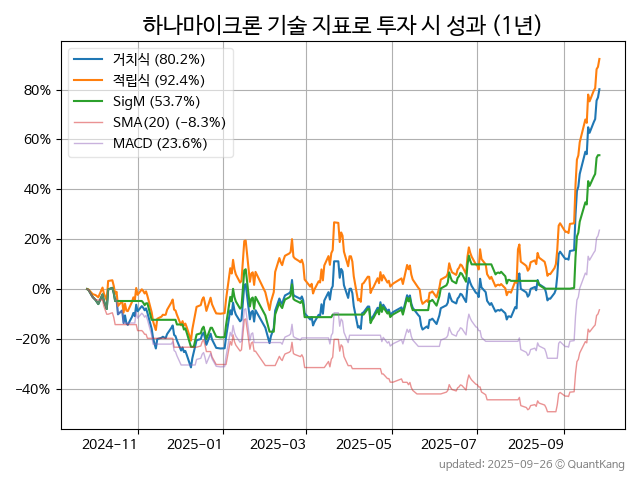 하나마이크론 기술 지표로 투자 시 성과 (1년)
거치식 (80.2%)
적립식 (92.4%)
SigM (53.7%)
SMA(20) (−8.3%)
MACD (23.6%)
80%
60%
40%
20%
0%
−20%
−40%
2024-11 2025-01 2025-03 2025-05 2025-07 2025-09
updated: 2025-09-26 ⓒ QuantKang